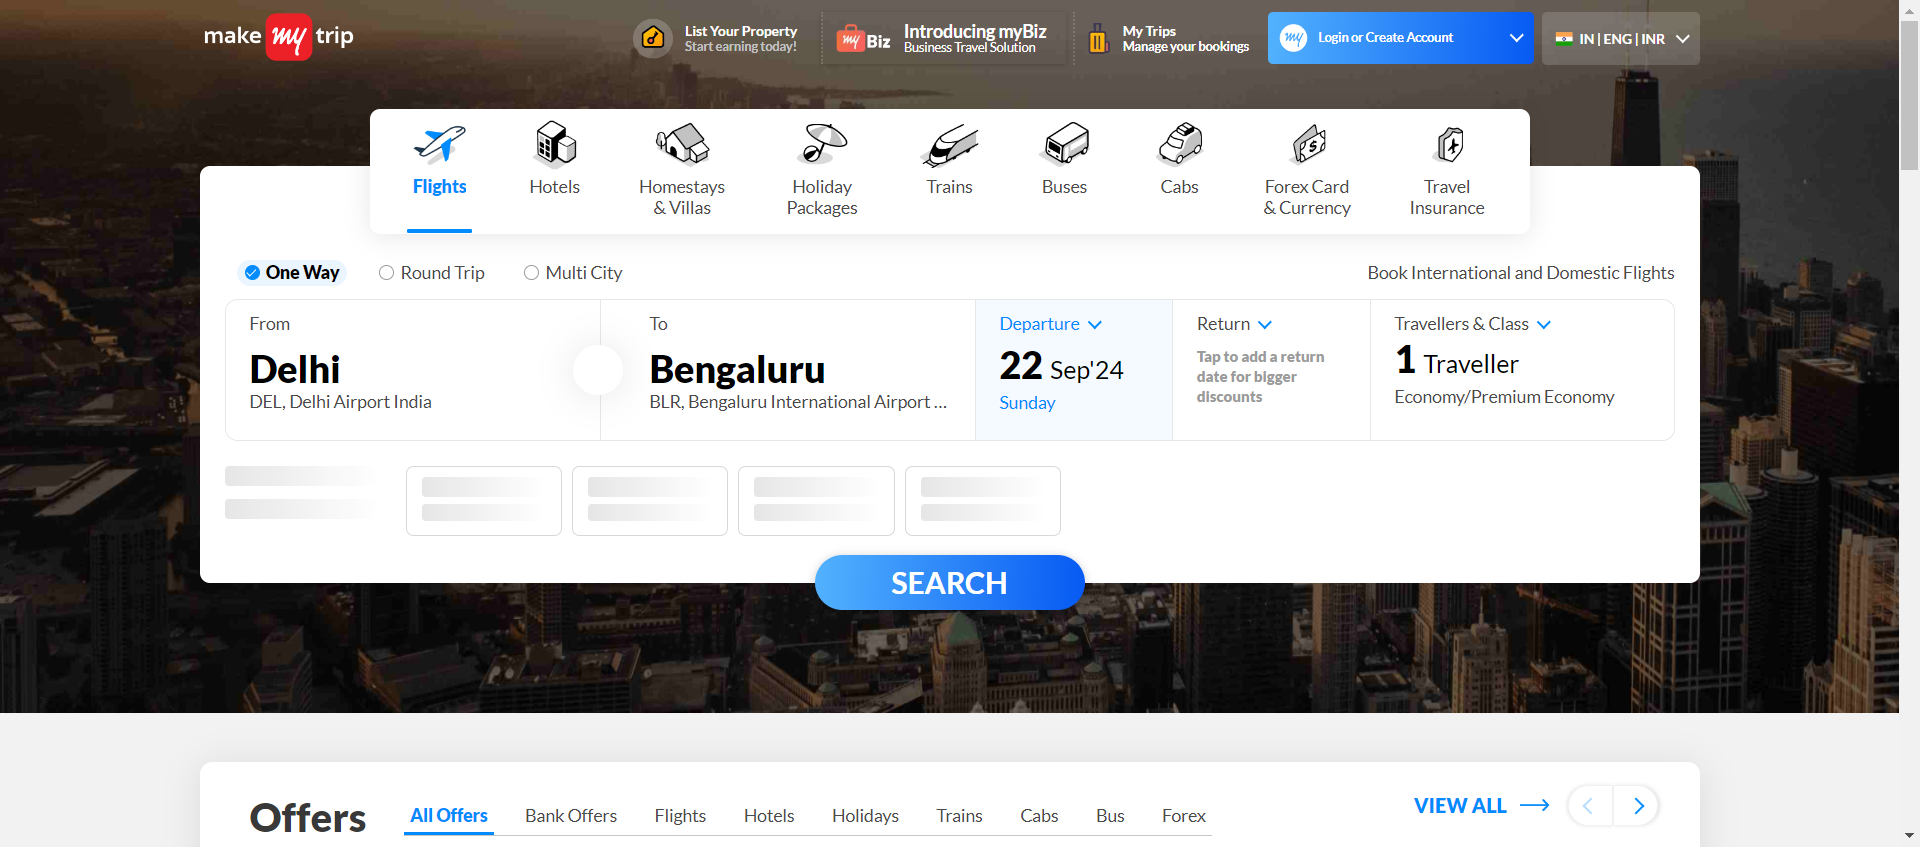 make my trip
List Your Property
Start earning today!
my Biz
Introducing myBiz
Business Travel Solution
My Trips
Manage your bookings
my
Login or Create Account
IN | ENG | INR
Flights
Hotels
Homestays
& Villas
Holiday
Packages
Trains
Buses
Cabs
Forex Card
& Currency
Travel
Insurance
One Way
Round Trip
Multi City
Book International and Domestic Flights
From
Delhi
DEL, Delhi Airport India
To
Bengaluru
BLR, Bengaluru International Airport ...
Departure
22 Sep'24
Sunday
Return
Tap to add a return
date for bigger
discounts
Travellers & Class
1 Traveller
Economy/Premium Economy
SEARCH
Offers
All Offers
Bank Offers
Flights
Hotels
Holidays
Trains
Cabs
Bus
Forex
VIEW ALL